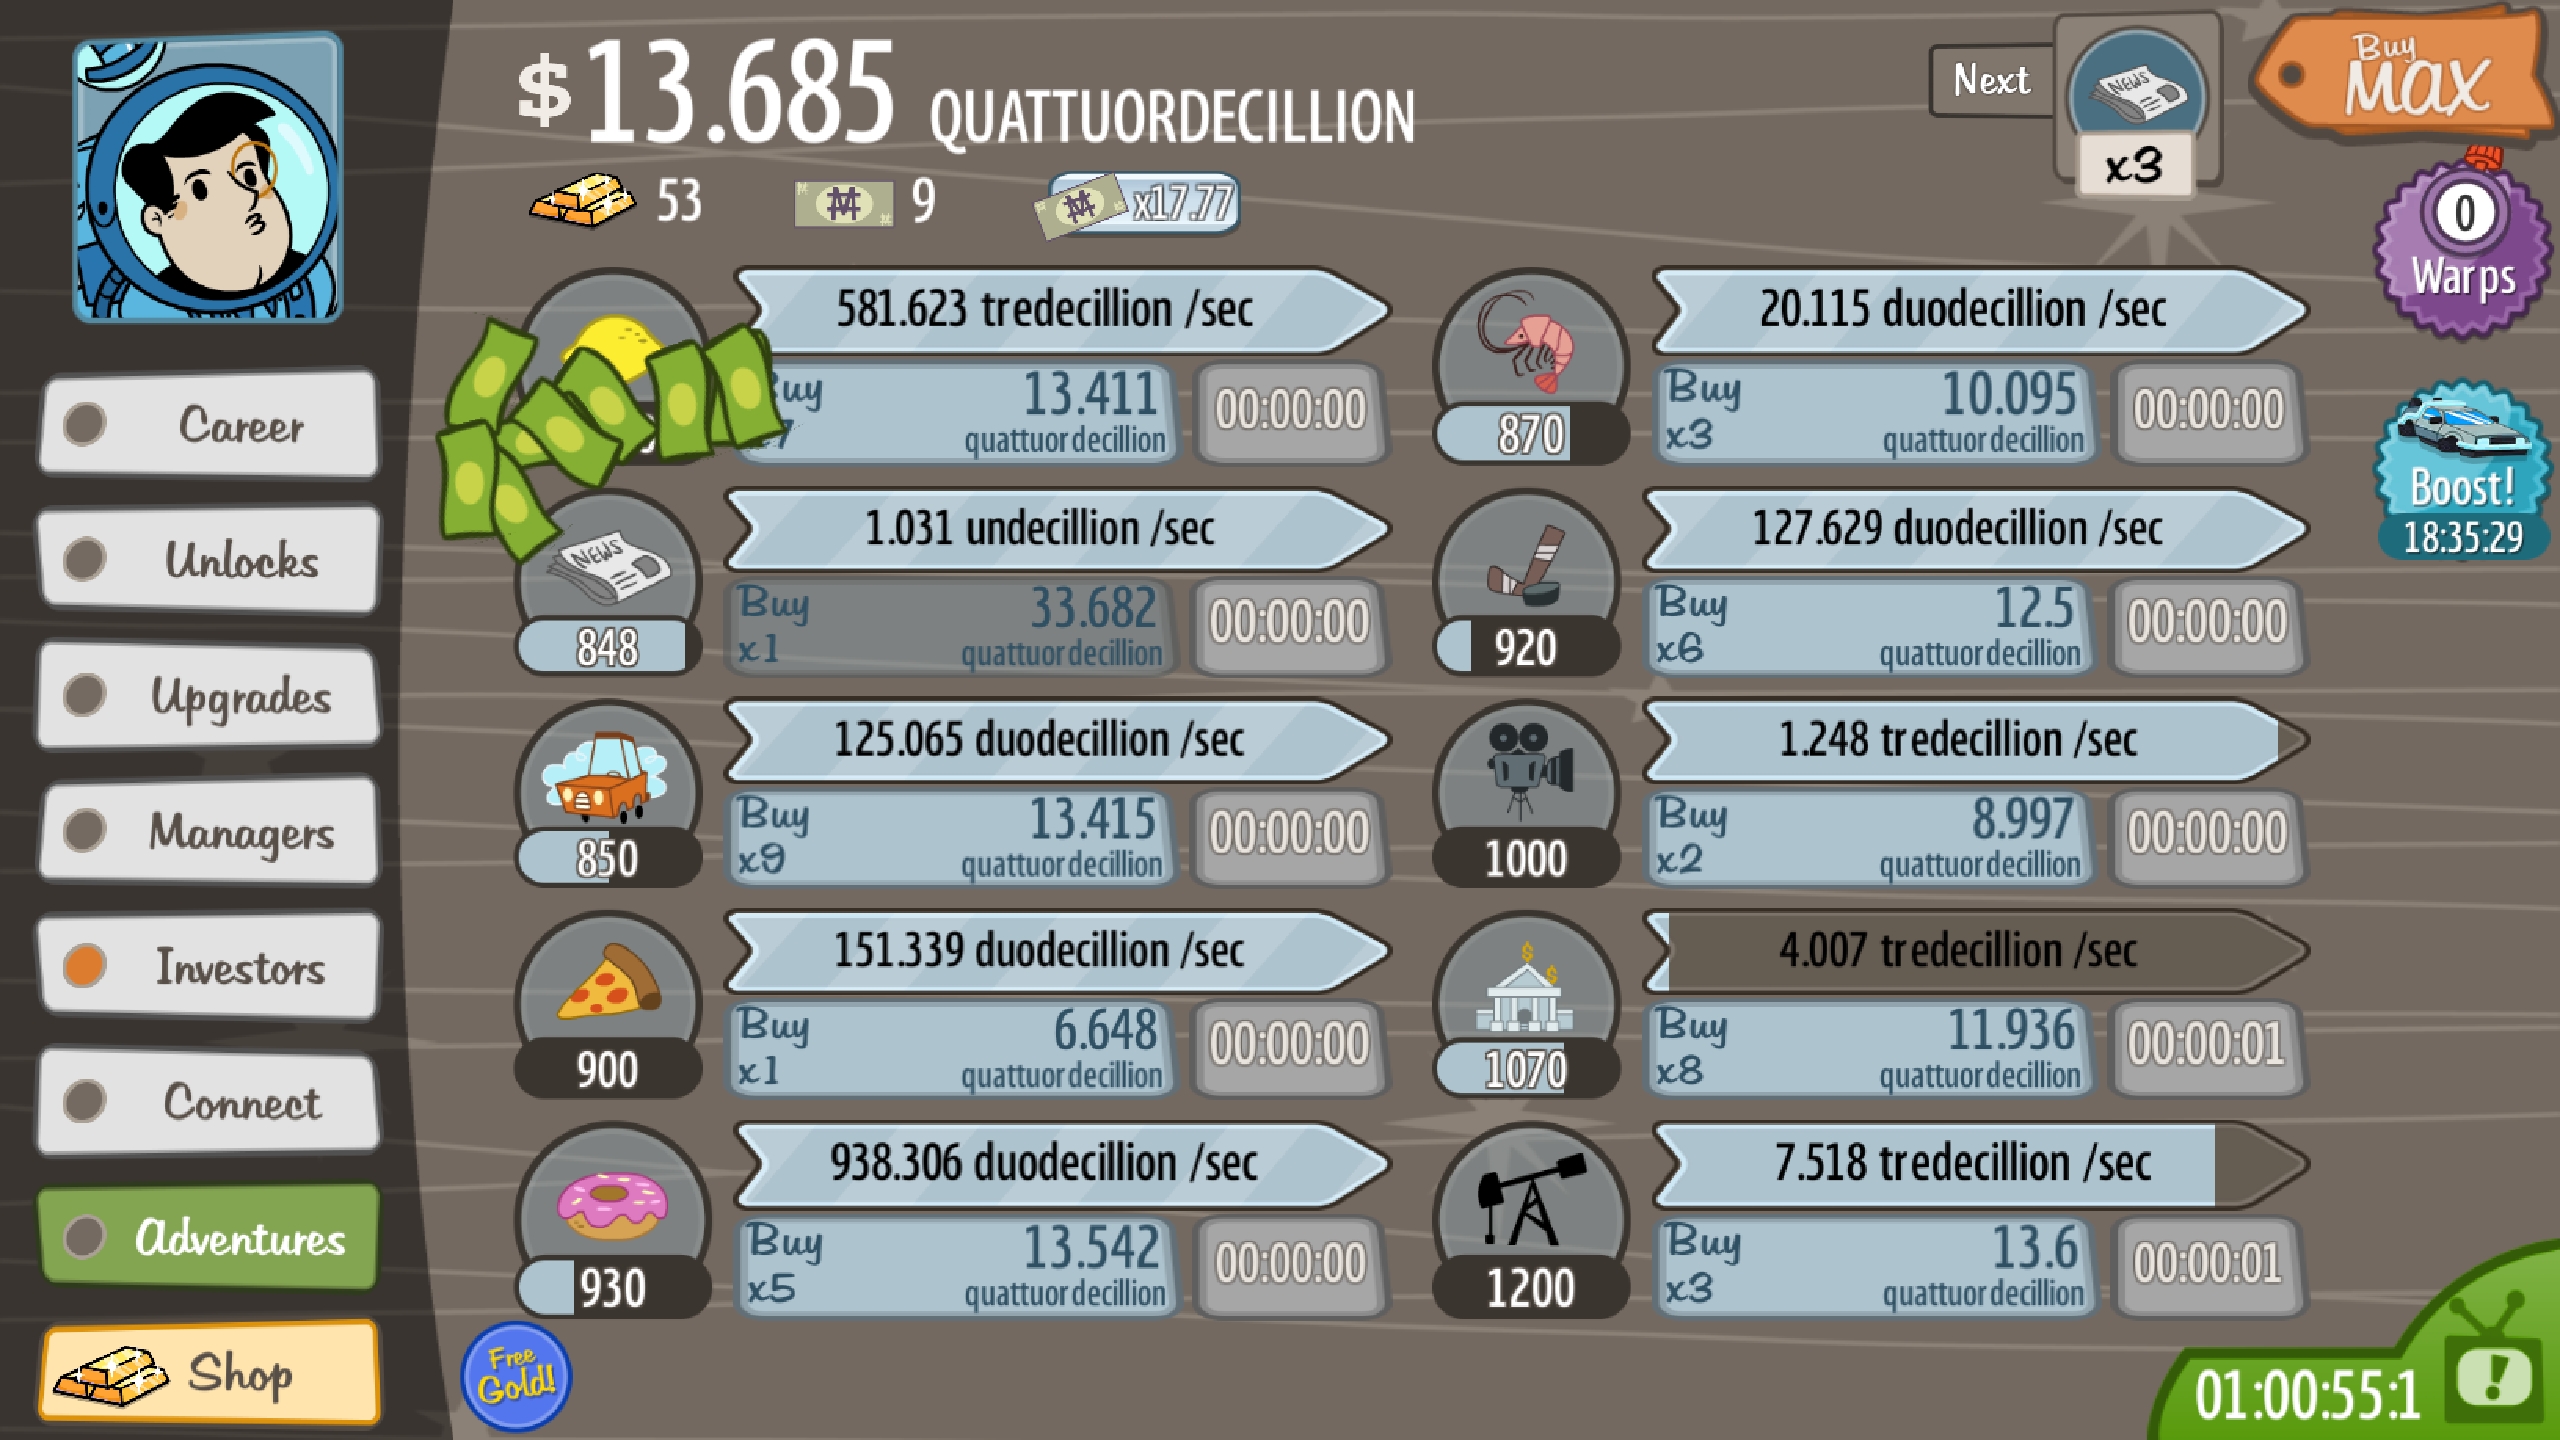 $13.685 QUATTUORDECILLION
53
9
x17.77
Next
NEWS
x3
Buy
MAX
0
Warps
Boost!
18:35:29
Career
Unlocks
Upgrades
Managers
Investors
Connect
Adventures
Shop
581.623 tredecillion /sec
13.411
quattuordecillion
00:00:00
NEWS
848
1.031 undecillion /sec
Buy
x1
33.682
quattuordecillion
00:00:00
850
125.065 duodecillion /sec
Buy
x9
13.415
quattuordecillion
00:00:00
900
151.339 duodecillion /sec
Buy
x1
6.648
quattuordecillion
00:00:00
930
938.306 duodecillion /sec
Buy
x5
13.542
quattuordecillion
00:00:00
870
20.115 duodecillion /sec
Buy
x3
10.095
quattuordecillion
00:00:00
920
127.629 duodecillion /sec
Buy
x6
12.5
quattuordecillion
00:00:00
1000
1.248 tredecillion /sec
Buy
x2
8.997
quattuordecillion
00:00:00
1070
4.007 tredecillion /sec
Buy
x8
11.936
quattuordecillion
00:00:01
1200
7.518 tredecillion /sec
Buy
x3
13.6
quattuordecillion
00:00:01
Free
Gold!
01:00:55:1